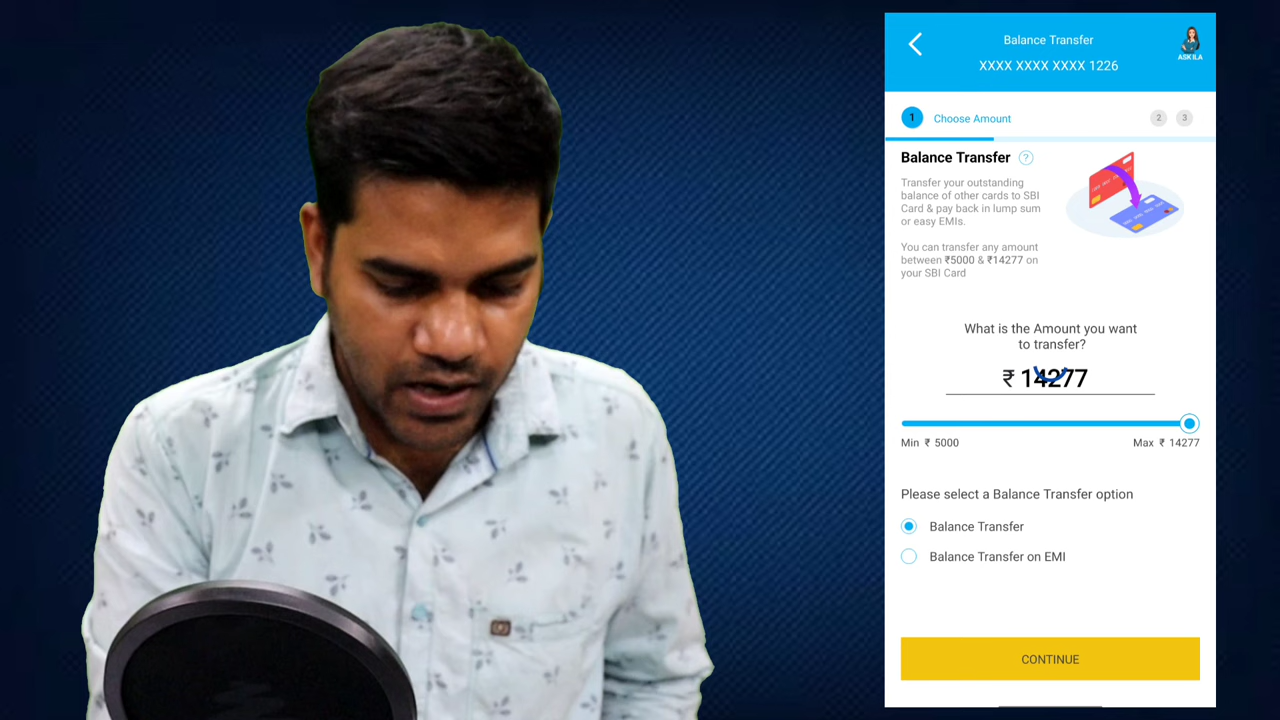 Balance Transfer
XXXX XXXX XXXX 1226
ASK ILA
1 Choose Amount 2 3
Balance Transfer ?
Transfer your outstanding
balance of other cards to SBI
Card & pay back in lump sum
or easy EMIs.
You can transfer any amount
between ₹5000 & ₹14277 on
your SBI Card
What is the Amount you want
to transfer?
₹ 14277
Min ₹ 5000 Max ₹ 14277
Please select a Balance Transfer option
Balance Transfer
Balance Transfer on EMI
CONTINUE